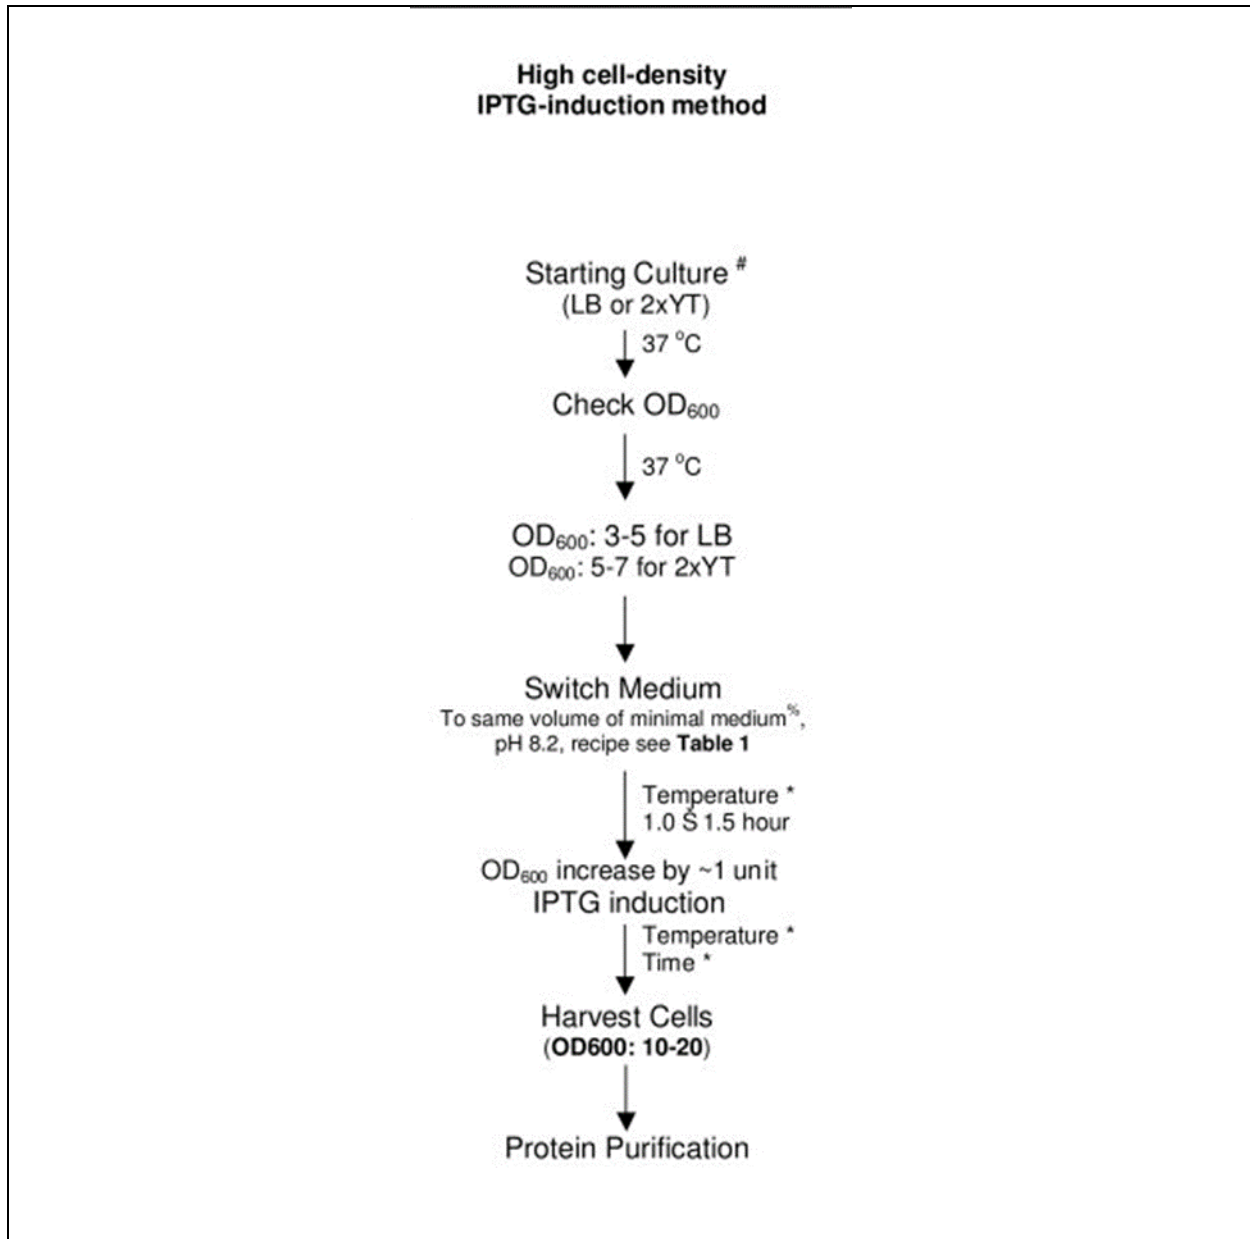 High cell-density
IPTG-induction method
Starting Culture #
(LB or 2xYT)
37 °C
Check OD600
37 °C
OD600: 3-5 for LB
OD600: 5-7 for 2xYT
Switch Medium
To same volume of minimal medium%,
pH 8.2, recipe see Table 1
Temperature *
1.0 Š 1.5 hour
OD600 increase by ~1 unit
IPTG induction
Temperature *
Time *
Harvest Cells
(OD600: 10-20)
Protein Purification